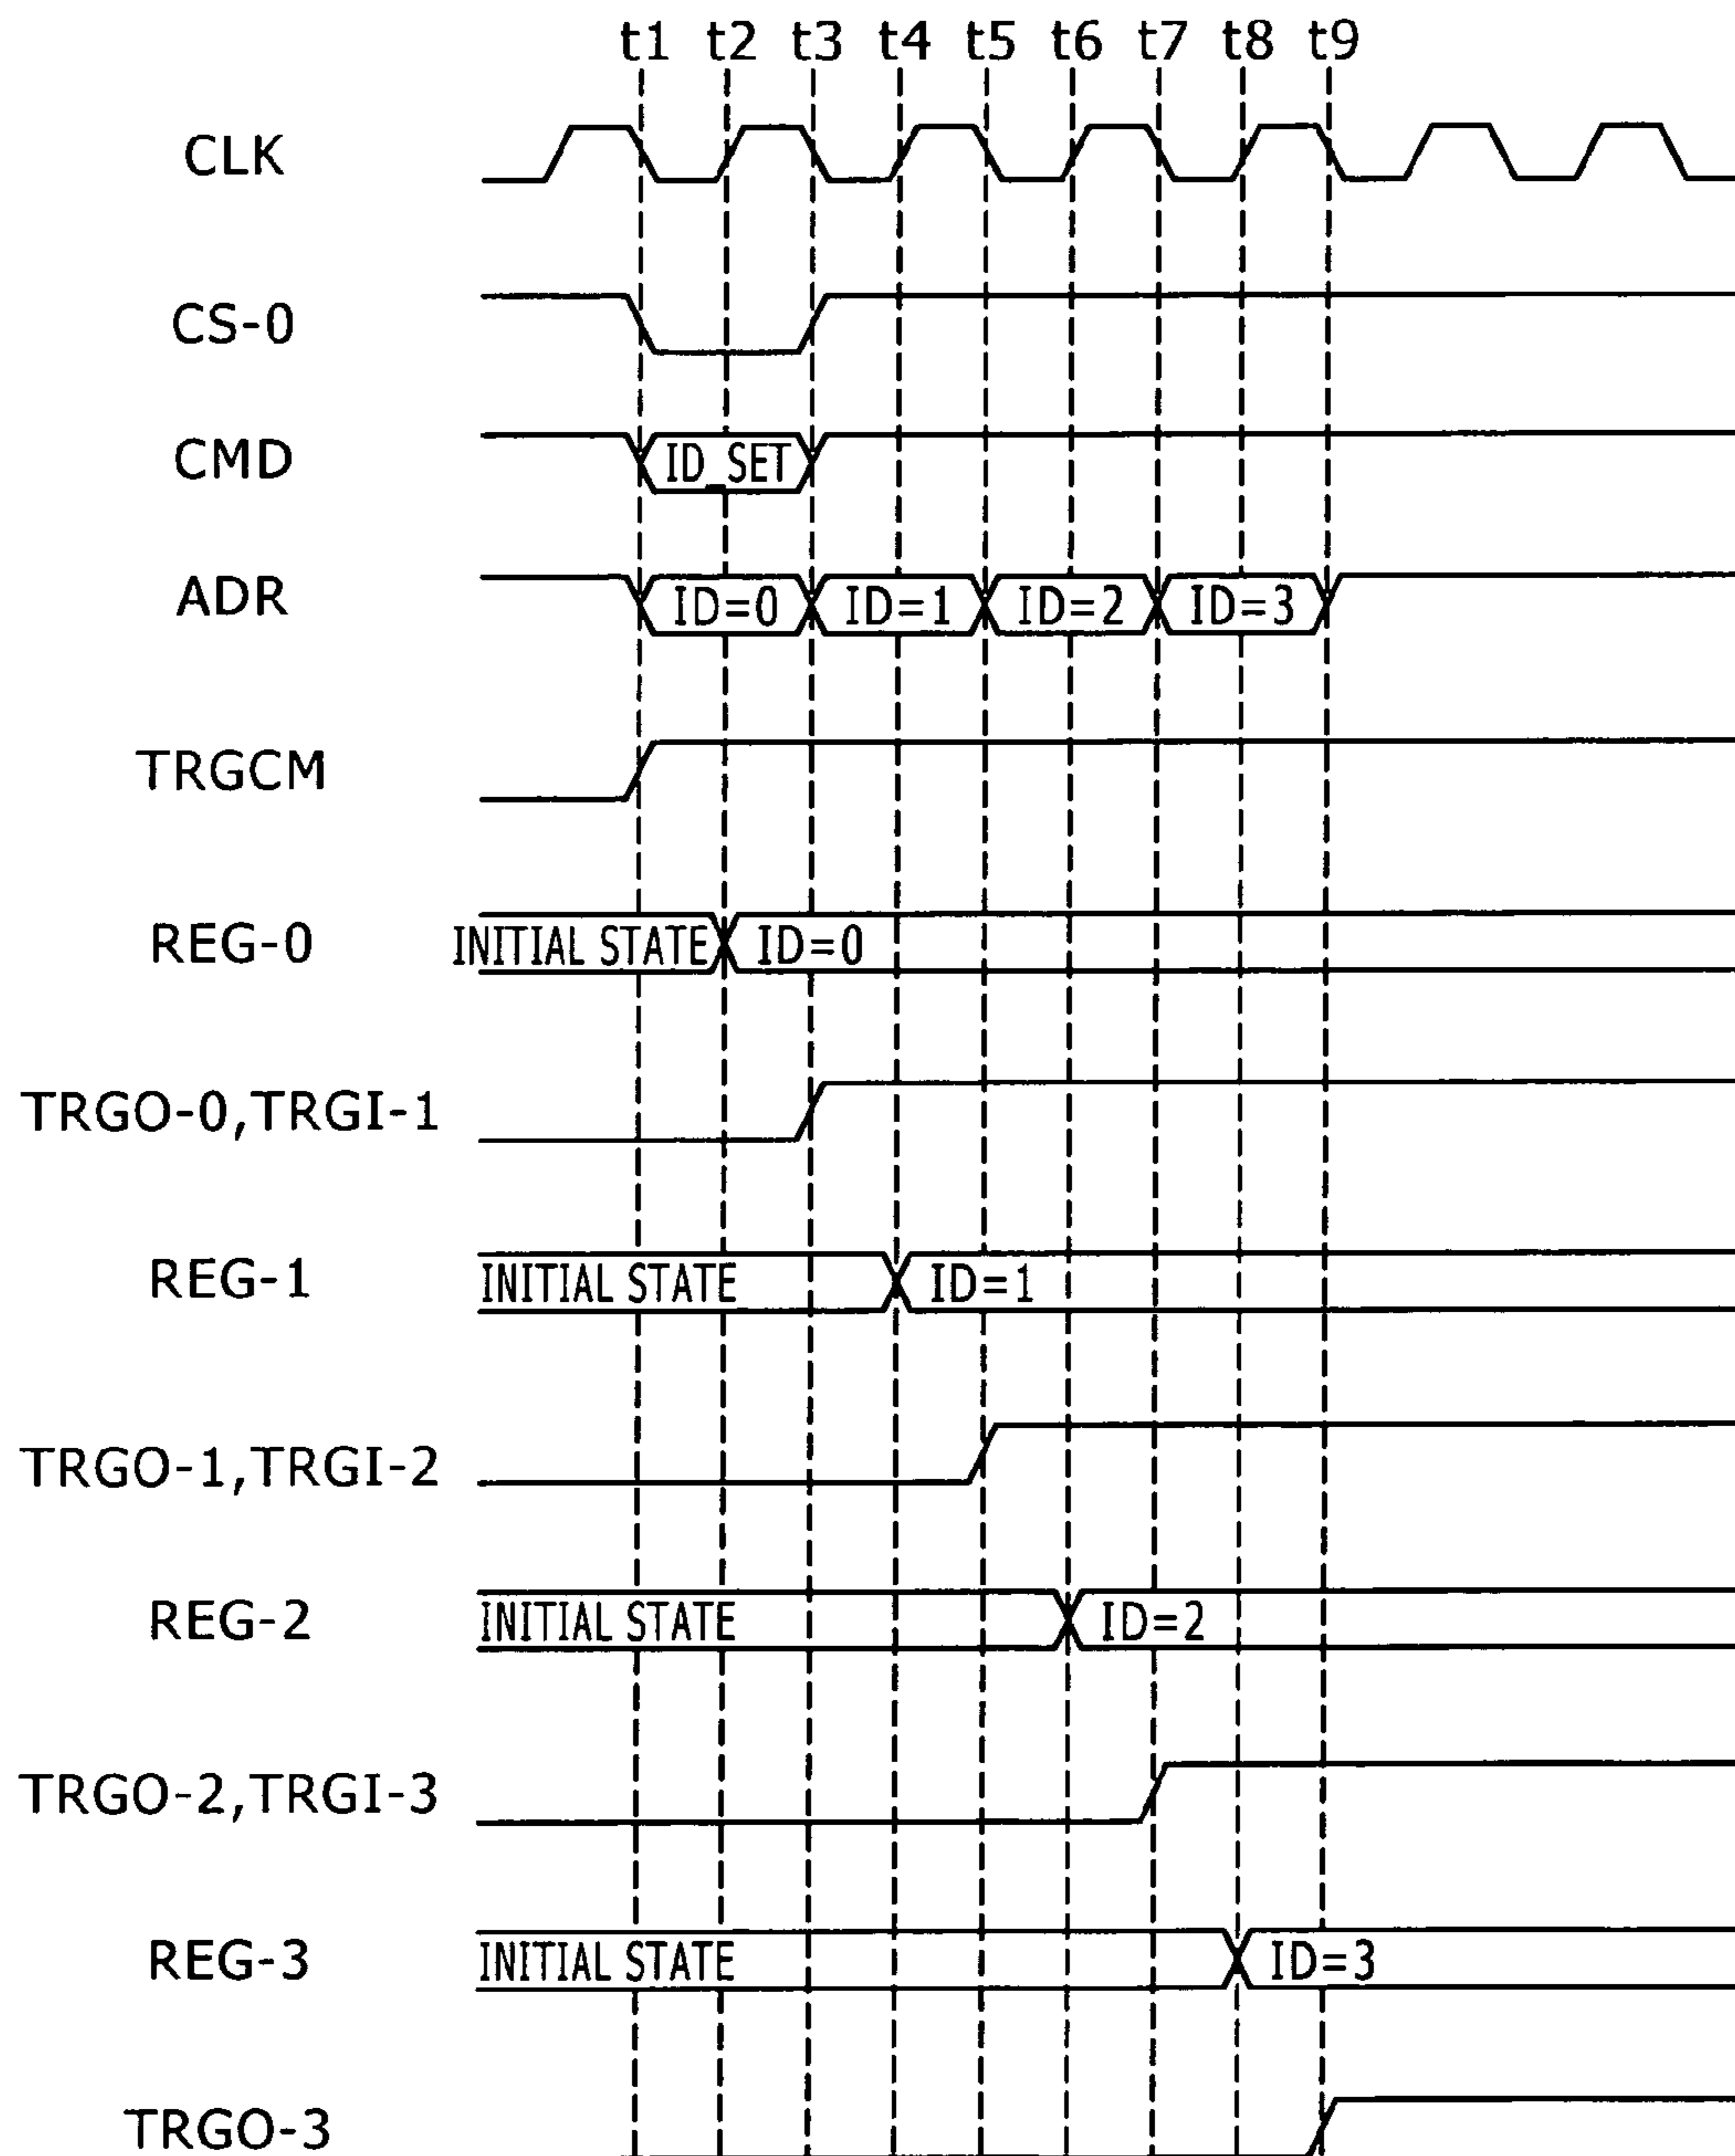 t1 t2 t3 t4 t5 t6 t7 t8 t9
CLK
CS-0
CMD ID_SET
ADR ID=0 ID=1 ID=2 ID=3
TRGCM
REG-0 INITIAL STATE ID=0
TRGO-0,TRGI-1
REG-1 INITIAL STATE ID=1
TRGO-1,TRGI-2
REG-2 INITIAL STATE ID=2
TRGO-2,TRGI-3
REG-3 INITIAL STATE ID=3
TRGO-3